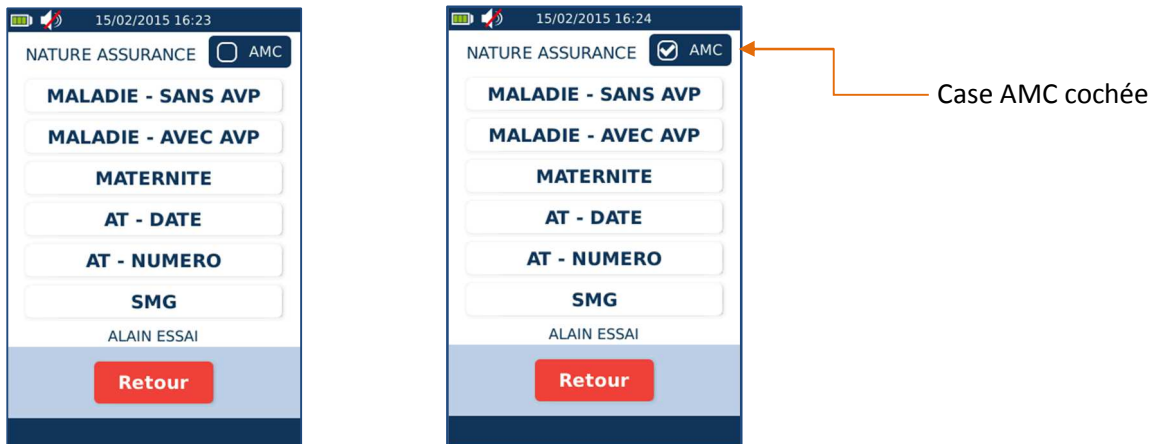 15/02/2015 16:23
NATURE ASSURANCE AMC
MALADIE - SANS AVP
MALADIE - AVEC AVP
MATERNITE
AT - DATE
AT - NUMERO
SMG
ALAIN ESSAI
Retour
15/02/2015 16:24
NATURE ASSURANCE AMC
MALADIE - SANS AVP
MALADIE - AVEC AVP
MATERNITE
AT - DATE
AT - NUMERO
SMG
ALAIN ESSAI
Retour
Case AMC cochée